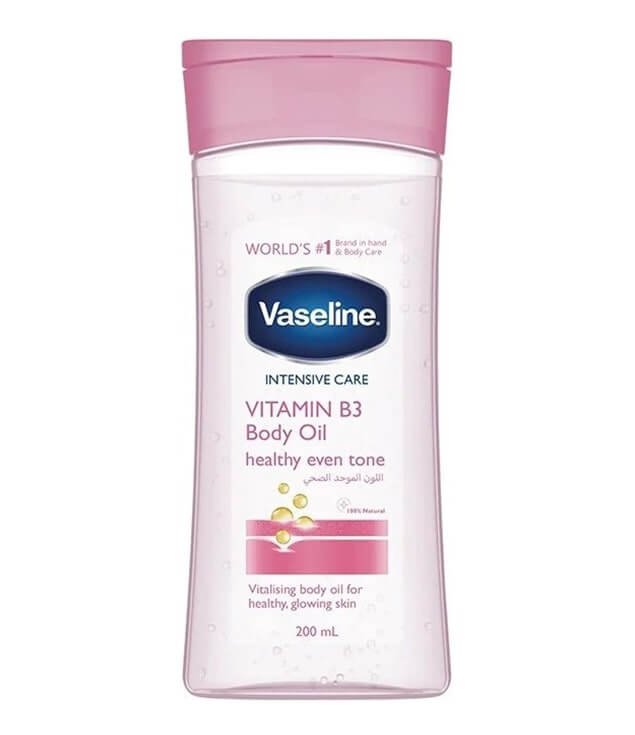 WORLD'S #1 Brand in hand
& Body Care
Vaseline.
INTENSIVE CARE
VITAMIN B3
Body Oil
healthy even tone
اللون الموحد الصحي
100% Natural
Vitalising body oil for
healthy, glowing skin
200 mL